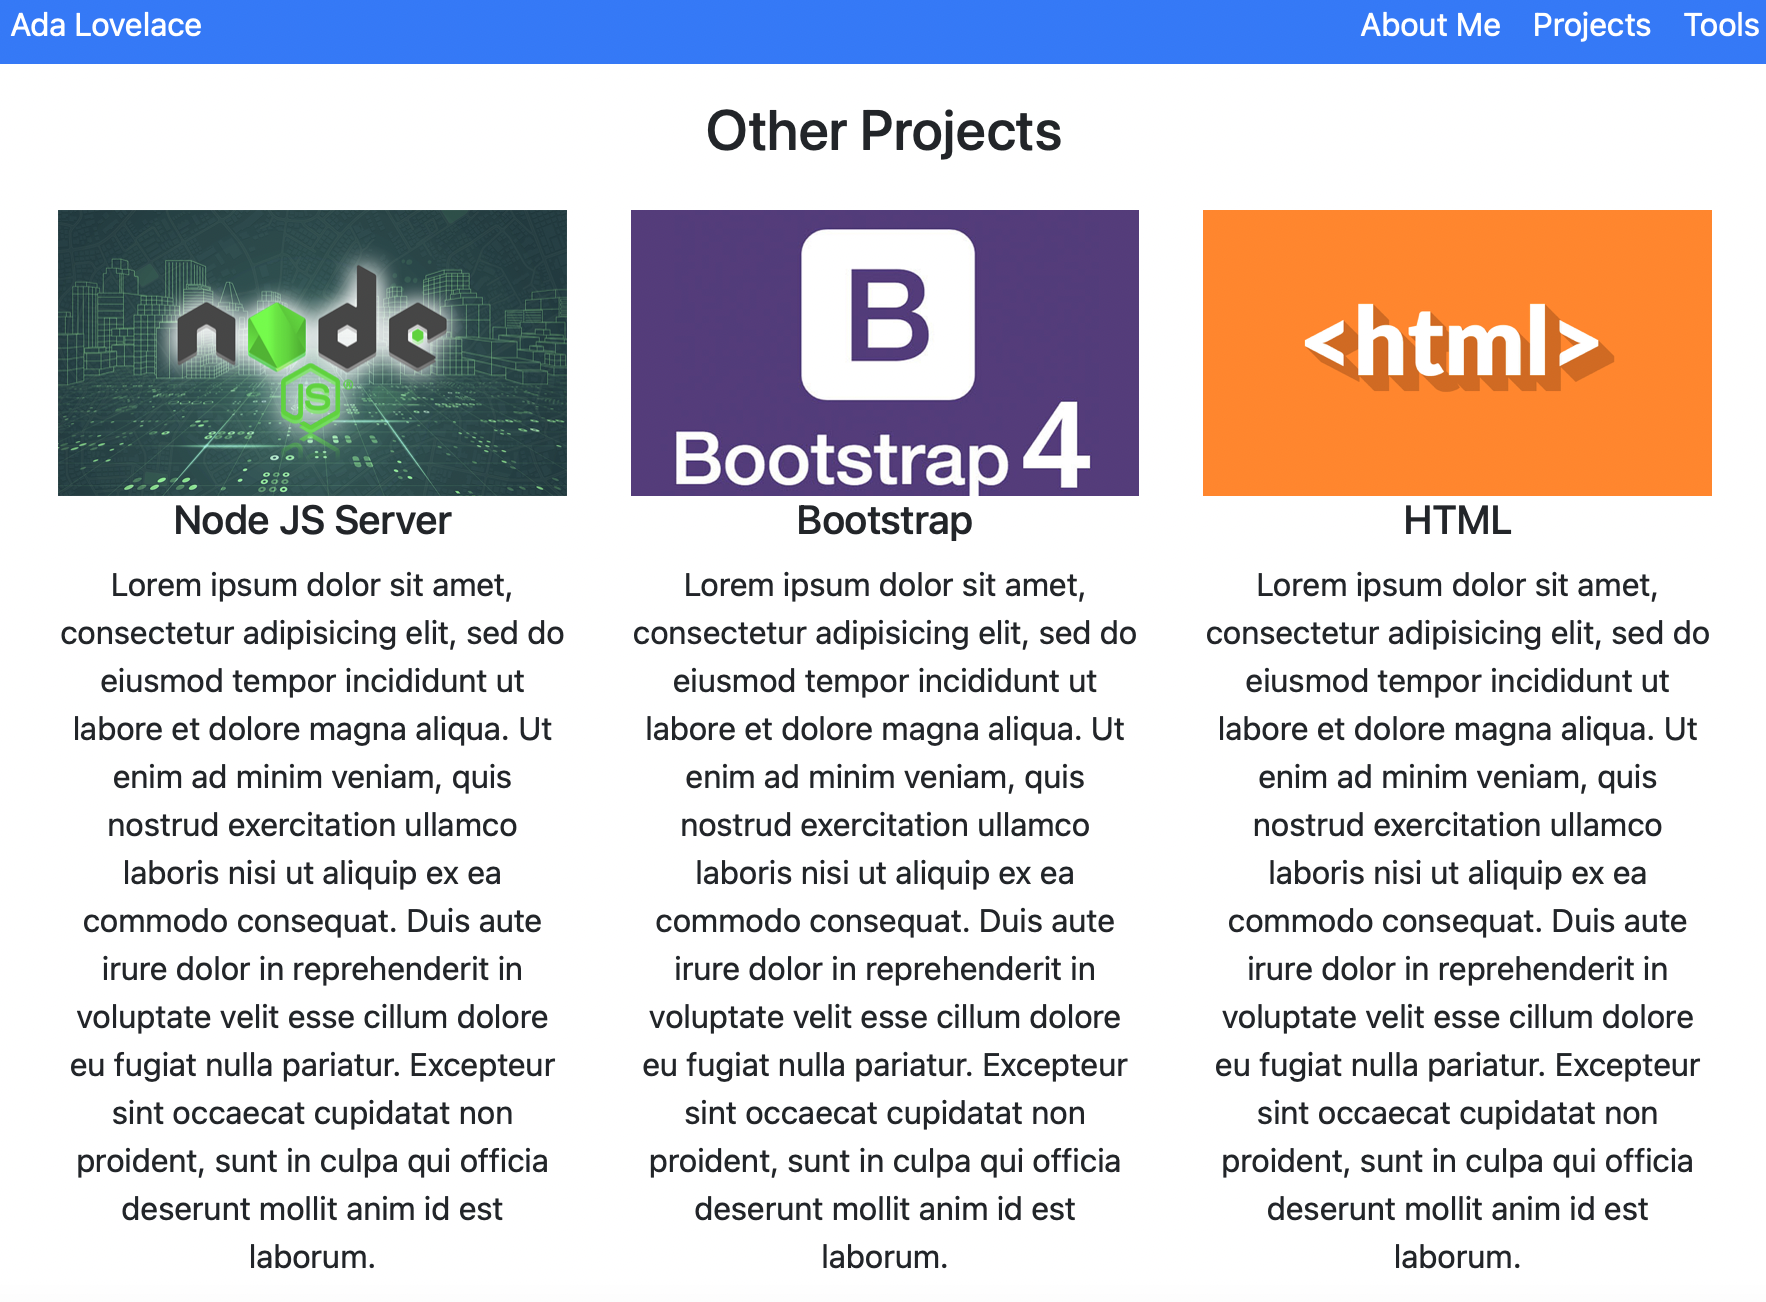 Ada Lovelace
About Me
Projects
Tools
Other Projects
node
JS
Node JS Server
Lorem ipsum dolor sit amet,
consectetur adipisicing elit, sed do
eiusmod tempor incididunt ut
labore et dolore magna aliqua. Ut
enim ad minim veniam, quis
nostrud exercitation ullamco
laboris nisi ut aliquip ex ea
commodo consequat. Duis aute
irure dolor in reprehenderit in
voluptate velit esse cillum dolore
eu fugiat nulla pariatur. Excepteur
sint occaecat cupidatat non
proident, sunt in culpa qui officia
deserunt mollit anim id est
laborum.
B
Bootstrap 4
Bootstrap
Lorem ipsum dolor sit amet,
consectetur adipisicing elit, sed do
eiusmod tempor incididunt ut
labore et dolore magna aliqua. Ut
enim ad minim veniam, quis
nostrud exercitation ullamco
laboris nisi ut aliquip ex ea
commodo consequat. Duis aute
irure dolor in reprehenderit in
voluptate velit esse cillum dolore
eu fugiat nulla pariatur. Excepteur
sint occaecat cupidatat non
proident, sunt in culpa qui officia
deserunt mollit anim id est
laborum.
<html>
HTML
Lorem ipsum dolor sit amet,
consectetur adipisicing elit, sed do
eiusmod tempor incididunt ut
labore et dolore magna aliqua. Ut
enim ad minim veniam, quis
nostrud exercitation ullamco
laboris nisi ut aliquip ex ea
commodo consequat. Duis aute
irure dolor in reprehenderit in
voluptate velit esse cillum dolore
eu fugiat nulla pariatur. Excepteur
sint occaecat cupidatat non
proident, sunt in culpa qui officia
deserunt mollit anim id est
laborum.